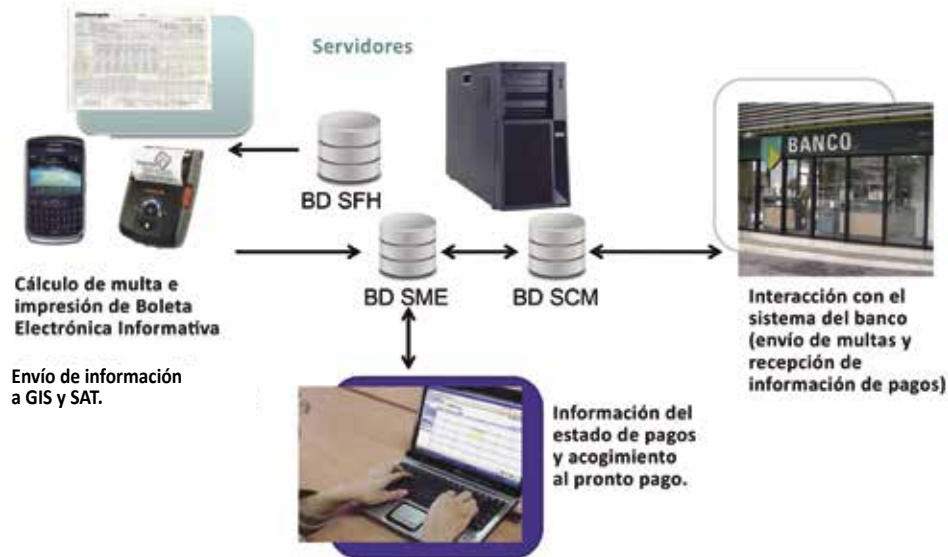 Servidores
BANCO
BD SFH
BD SME
BD SCM
Cálculo de multa e
impresión de Boleta
Electrónica Informativa
Envío de información
a GIS y SAT.
Interacción con el
sistema del banco
(envío de multas y
recepción de
información de pagos)
Información del
estado de pagos
y acogimiento
al pronto pago.